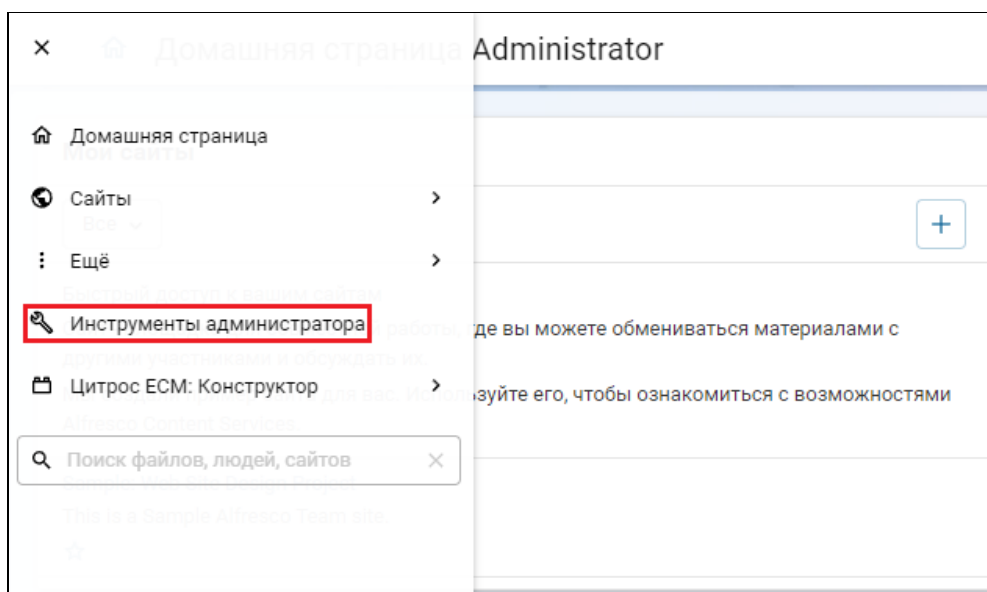 Домашняя страница Administrator
Домашняя страница
Мои сайты
Сайты
Все
Ещё
Быстрый доступ к вашим сайтам
Инструменты администратора
работы, где вы можете обмениваться материалами с
другими участниками и обсуждать их.
Цитрос ECM: Конструктор
для вас. Используйте его, чтобы ознакомиться с возможностями
Alfresco Content Services.
Поиск файлов, людей, сайтов
Sample: Web Site Design Project
This is a Sample Alfresco Team site.